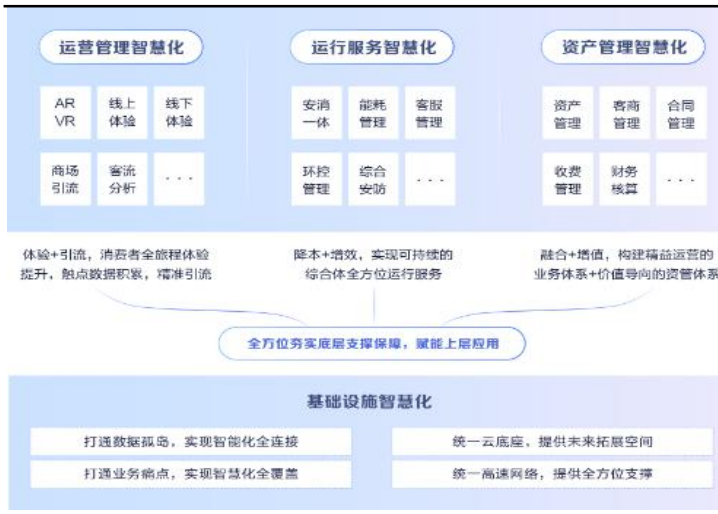 运营管理智慧化
运行服务智慧化
资产管理智慧化
AR
VR
线上
体验
线下
体验
商场
引流
客流
分析
...
安消
一体
能耗
管理
客服
管理
环控
管理
综合
安防
...
资产
管理
客商
管理
合同
管理
收费
管理
财务
核算
...
体验+引流，消费者全旅程体验
提升，触点数据积累，精准引流
降本+增效，实现可持续的
综合体全方位运行服务
融合+增值，构建精益运营的
业务体系+价值导向的资管体系
全方位夯实底层支撑保障，赋能上层应用
基础设施智慧化
打通数据孤岛，实现智能化全连接
统一云底座，提供未来拓展空间
打通业务痛点，实现智慧化全覆盖
统一高速网络，提供全方位支撑